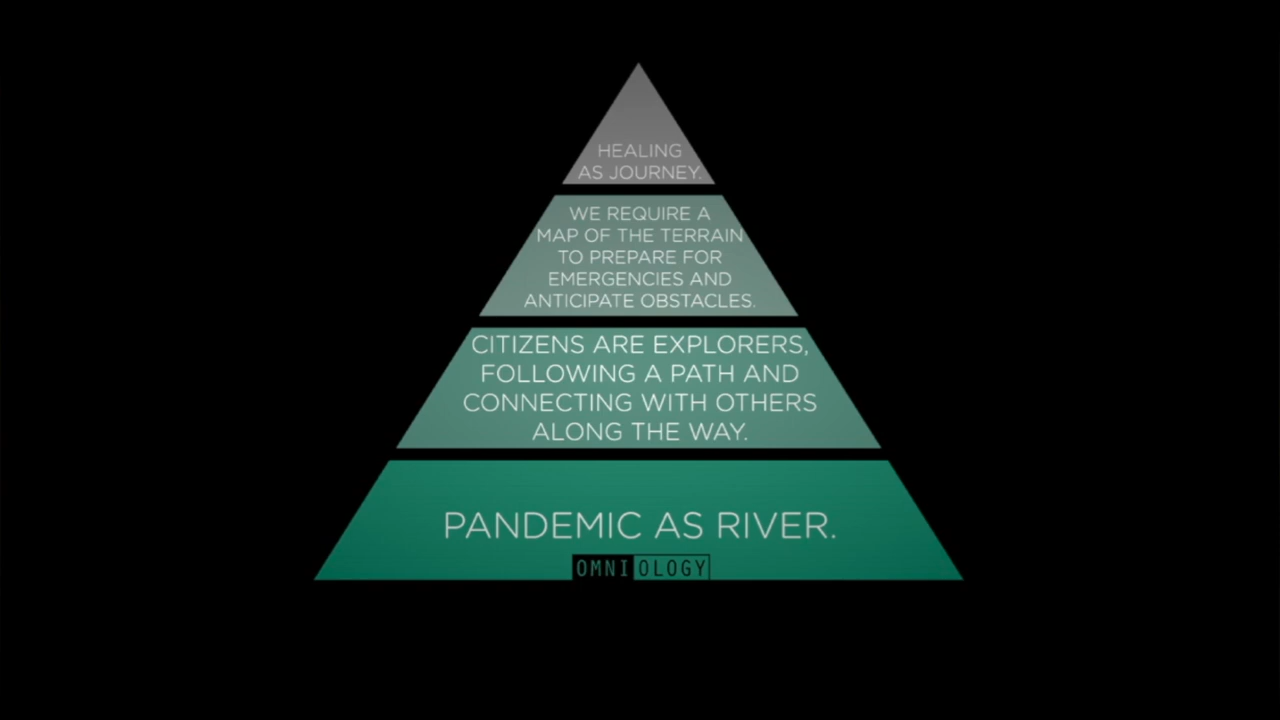 HEALING
AS JOURNEY.
WE REQUIRE A
MAP OF THE TERRAIN
TO PREPARE FOR
EMERGENCIES AND
ANTICIPATE OBSTACLES.
CITIZENS ARE EXPLORERS,
FOLLOWING A PATH AND
CONNECTING WITH OTHERS
ALONG THE WAY.
PANDEMIC AS RIVER.
OMNIOLOGY